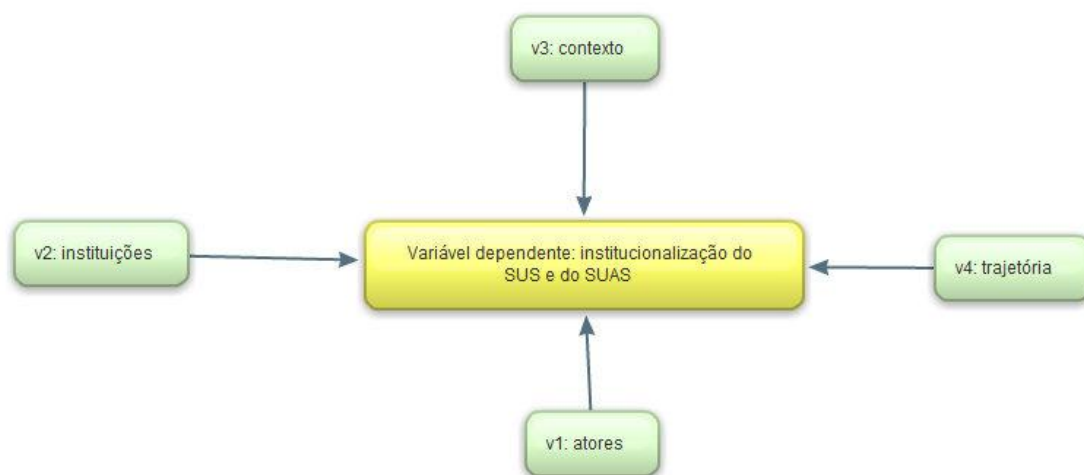 v3: contexto
v2: instituições
Variável dependente: institucionalização do
SUS e do SUAS
v4: trajetória
v1: atores